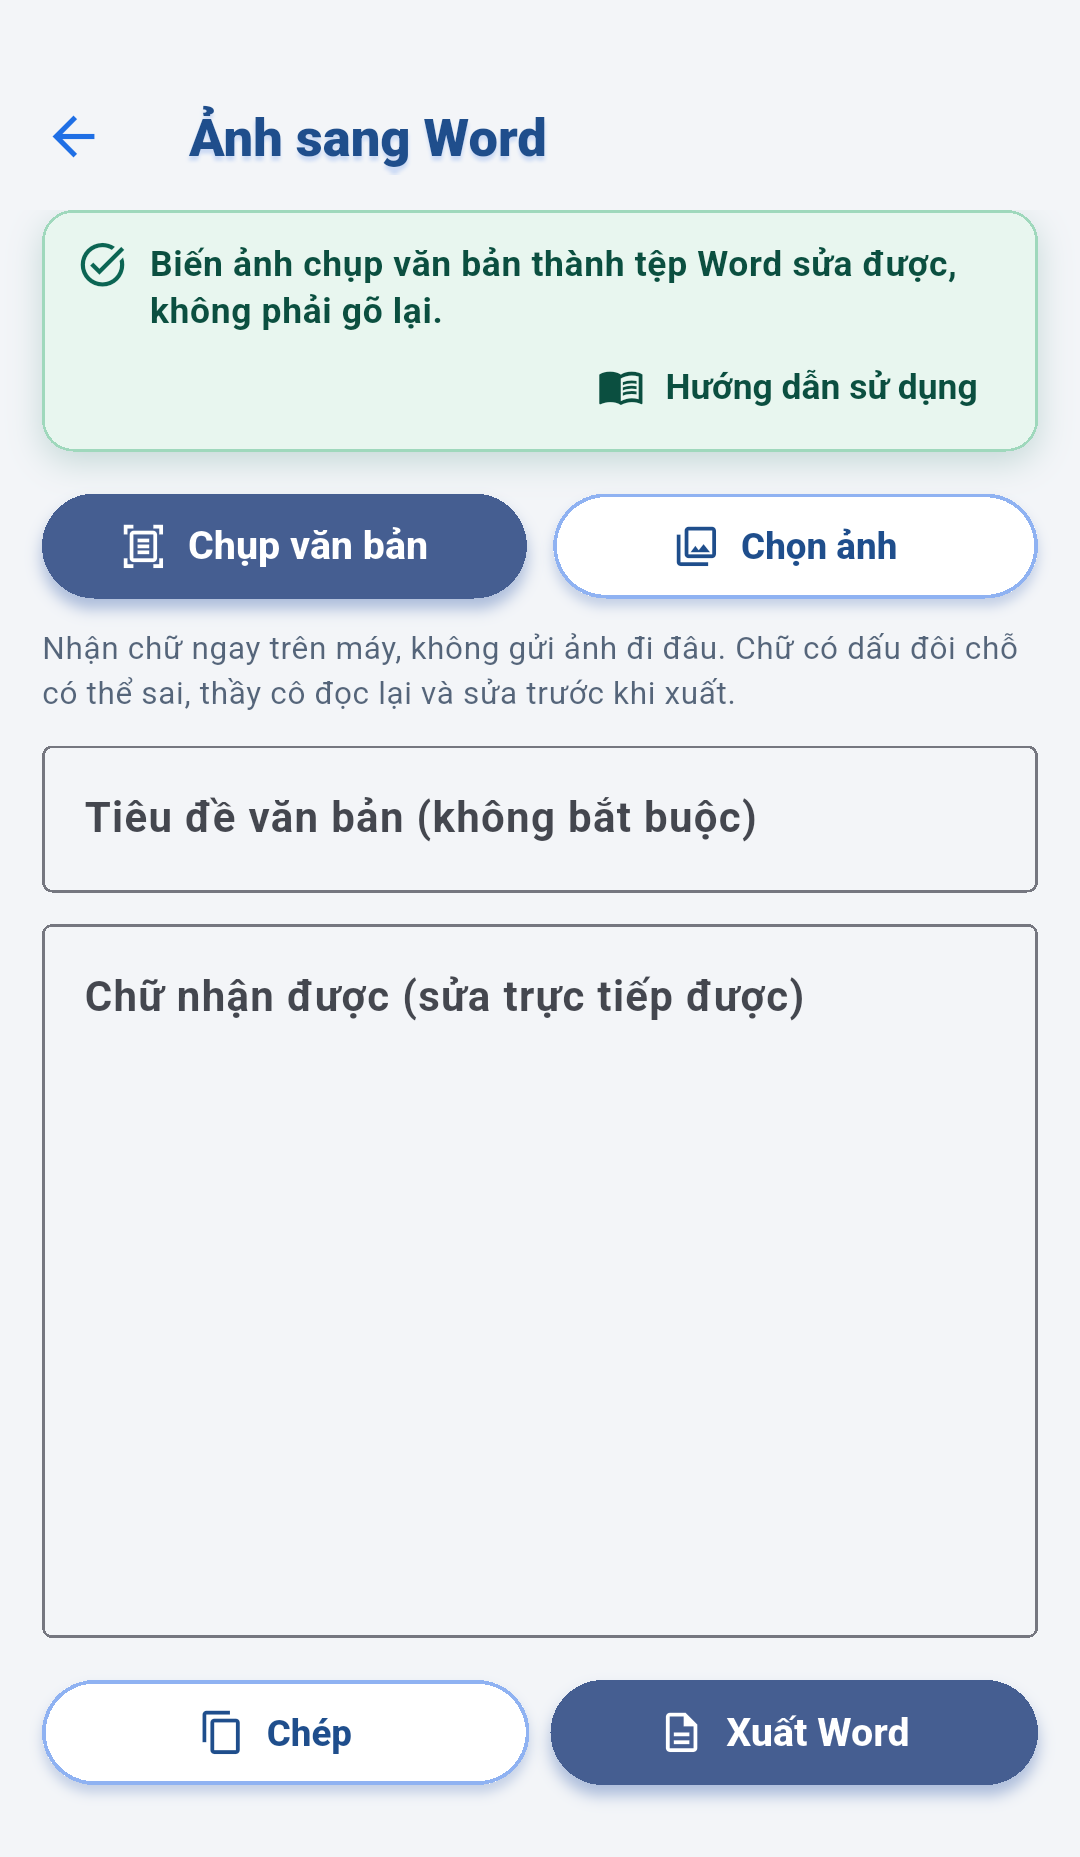 Ảnh sang Word
Biến ảnh chụp văn bản thành tệp Word sửa được,
không phải gõ lại.
Hướng dẫn sử dụng
Chụp văn bản
Chọn ảnh
Nhận chữ ngay trên máy, không gửi ảnh đi đâu. Chữ có dấu đôi chỗ
có thể sai, thầy cô đọc lại và sửa trước khi xuất.
Tiêu đề văn bản (không bắt buộc)
Chữ nhận được (sửa trực tiếp được)
Chép
Xuất Word